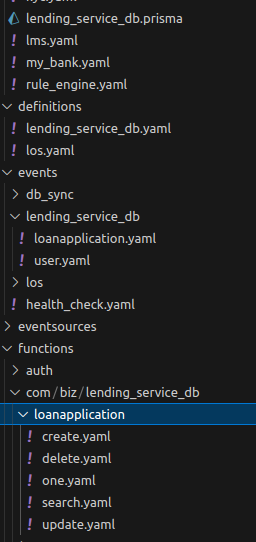 lending_service_db.prisma
! lms.yaml
! my_bank.yaml
! rule_engine.yaml
definitions
! lending_service_db.yaml
! los.yaml
events
db_sync
lending_service_db
! loanapplication.yaml
! user.yaml
los
! health_check.yaml
eventsources
functions
auth
com / biz / lending_service_db
loanapplication
! create.yaml
! delete.yaml
! one.yaml
! search.yaml
! update.yaml